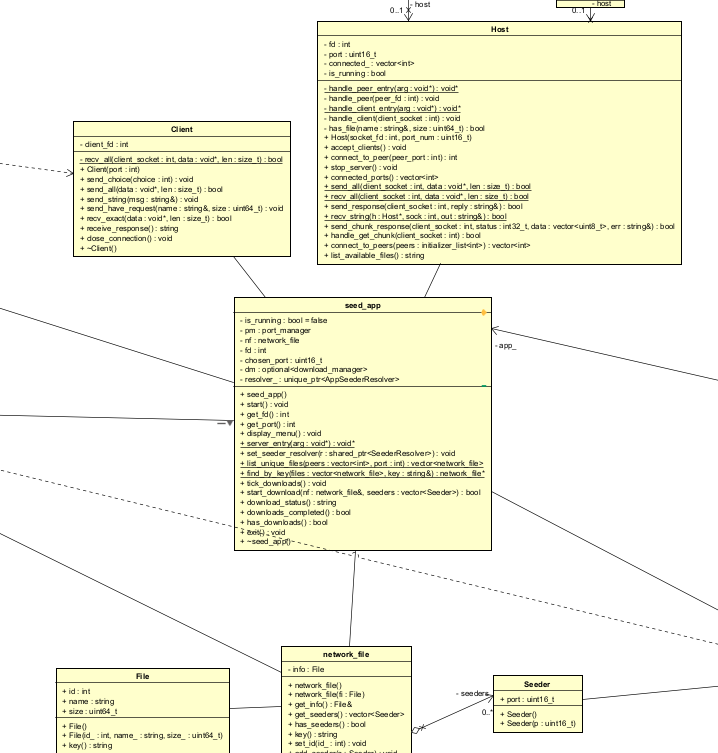 - host
0..1
- host
0..1
Host
- fd : int
- port : uint16_t
- connected_ : vector<int>
- is_running : bool
- handle_peer_entry(arg : void*) : void*
- handle_peer(peer_fd : int) : void
- handle_client_entry(arg : void*) : void*
- handle_client(client_socket : int) : void
- has_file(name : string&, size : uint64_t) : bool
+ Host(socket_fd : int, port_num : uint16_t)
+ accept_clients() : void
+ connect_to_peer(peer_port : int) : int
+ stop_server() : void
+ connected_ports() : vector<int>
+ send_all(client_socket : int, data : void*, len : size_t) : bool
+ recv_all(client_socket : int, data : void*, len : size_t) : bool
+ send_response(client_socket : int, reply : string&) : bool
+ recv_string(h : Host*, sock : int, out : string&) : bool
+ send_chunk_response(client_socket : int, status : int32_t, data : vector<uint8_t>, err : string&) : bool
+ handle_get_chunk(client_socket : int) : bool
+ connect_to_peers(peers : initializer_list<int>) : vector<int>
+ list_available_files() : string
Client
- client_fd : int
- recv_all(client_socket : int, data : void*, len : size_t) : bool
+ Client(port : int)
+ send_choice(choice : int) : void
+ send_all(data : void*, len : size_t) : bool
+ send_string(msg : string&) : void
+ send_have_request(name : string&, size : uint64_t) : void
+ recv_exact(data : void*, len : size_t) : bool
+ receive_response() : string
+ close_connection() : void
+ ~Client()
seed_app
- is_running : bool = false
- pm : port_manager
- nf : network_file
- fd : int
- chosen_port : uint16_t
- dm : optional<download_manager>
- resolver_ : unique_ptr<AppSeederResolver>
+ seed_app()
+ start() : void
+ get_fd() : int
+ get_port() : int
+ display_menu() : void
+ server_entry(arg : void*) : void*
+ set_seeder_resolver(r : shared_ptr<SeederResolver>) : void
+ list_unique_files(peers : vector<int>, port : int) : vector<network_file>
+ find_by_key(files : vector<network_file>, key : string&) : network_file*
+ tick_downloads() : void
+ start_download(nf : network_file&, seeders : vector<Seeder>) : bool
+ download_status() : string
+ downloads_completed() : bool
+ has_downloads() : bool
+ exit() : void
+ ~seed_app()
- app_
network_file
- info : File
+ network_file()
+ network_file(fi : File)
+ get_info() : File&
+ get_seeders() : vector<Seeder>
+ has_seeders() : bool
+ key() : string
+ set_id(id_ : int) : void
File
+ id : int
+ name : string
+ size : uint64_t
+ File()
+ File(id_ : int, name_ : string, size_ : uint64_t)
+ key() : string
- seeders
0..*
Seeder
+ port : uint16_t
+ Seeder()
+ Seeder(p : uint16_t)